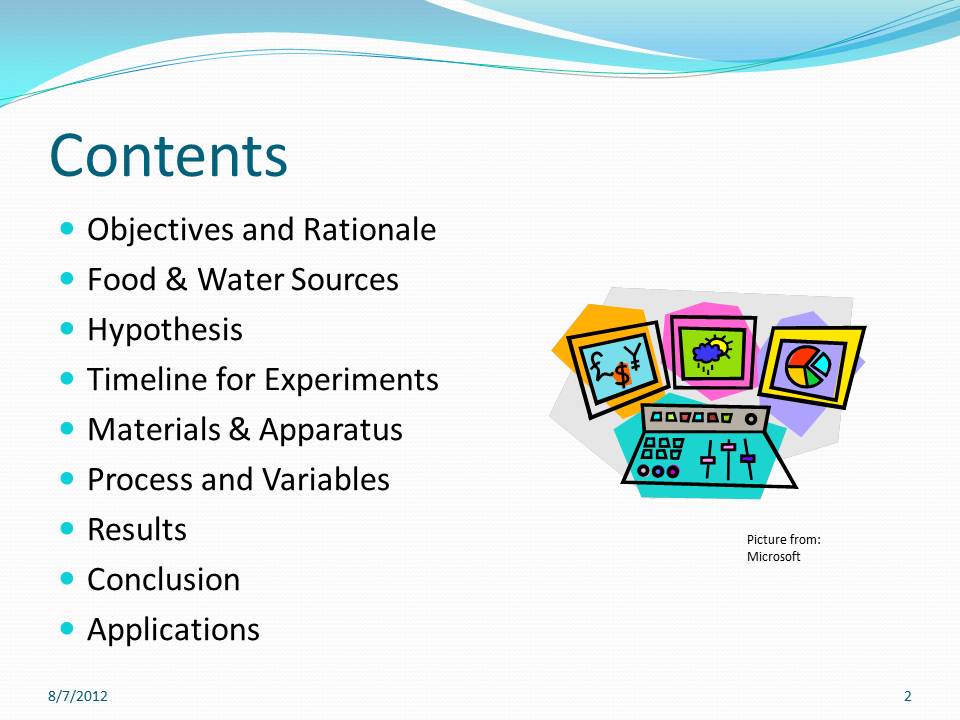 Contents
Objectives and Rationale
Food & Water Sources
Hypothesis
Timeline for Experiments
Materials & Apparatus
Process and Variables
Results
Conclusion
Applications
£ $ ¥
Picture from:
Microsoft
8/7/2012
2